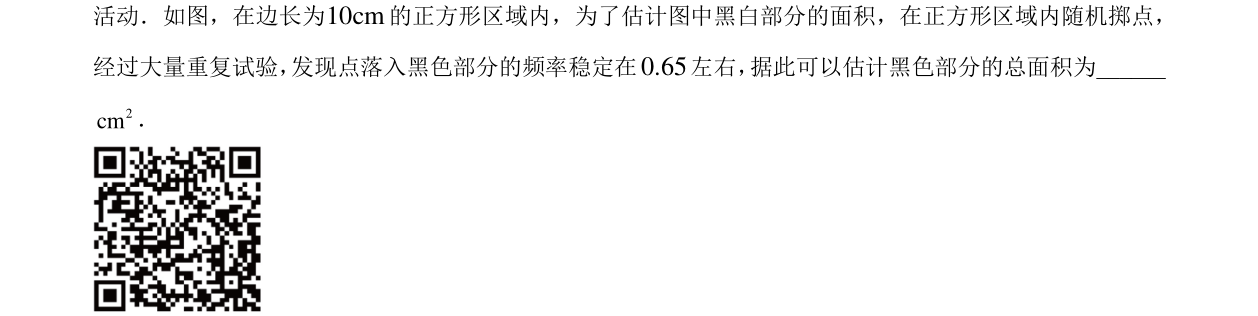 活动．如图，在边长为10cm的正方形区域内，为了估计图中黑白部分的面积，在正方形区域内随机掷点，
经过大量重复试验，发现点落入黑色部分的频率稳定在0.65左右，据此可以估计黑色部分的总面积为______
cm²．